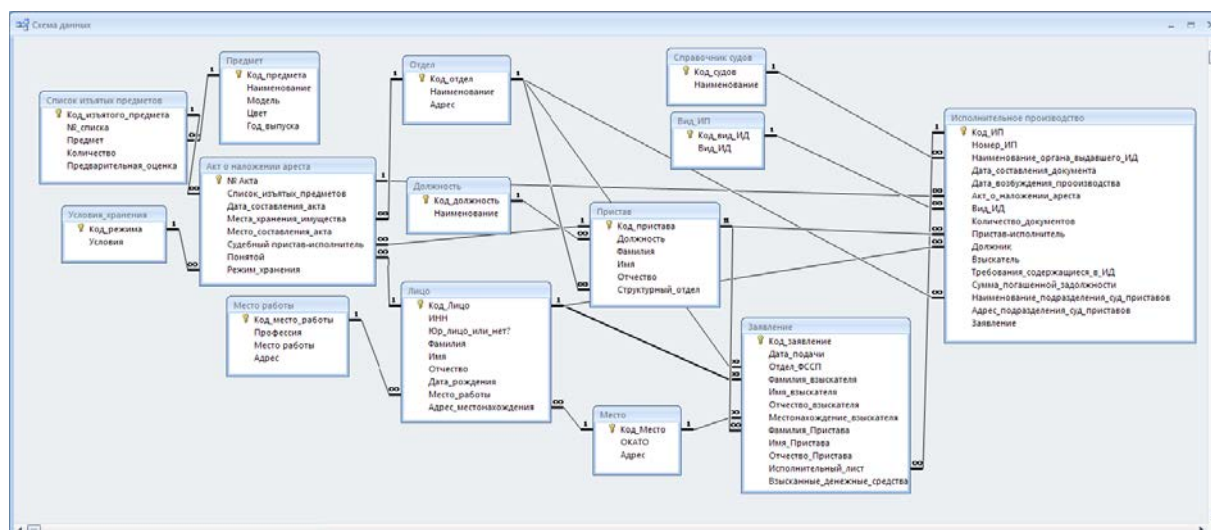 Схема данных
Предмет
Код_предмета
Наименование
Модель
Цвет
Год_выпуска
Отдел
Код_отдел
Наименование
Адрес
Справочник судов
Код_судов
Наименование
Список изъятых предметов
Код_изъятого_предмета
№_списка
Предмет
Количество
Предварительная_оценка
Вид_ИП
Код_вид_ИД
Вид_ИД
Исполнительное производство
Код_ИП
Номер_ИП
Наименование_органа_выдавшего_ИД
Дата_составления_документа
Дата_возбуждения_прооизводства
Акт_о_наложении_ареста
Вид_ИД
Количество_документов
Пристав-исполнитель
Должник
Взыскатель
Требования_содержащиеся_в_ИД
Сумма_погашенной_задолжности
Наименование_подразделения_суд_приставов
Адрес_подразделения_суд_приставов
Заявление
Акт о наложении ареста
№ Акта
Список_изъятых_предметов
Дата_составления_акта
Места_хранения_имущества
Место_составления_акта
Судебный пристав-исполнитель
Понятой
Режим_хранения
Должность
Код_должность
Наименование
Условия_хранения
Код_режима
Условия
Пристав
Код_пристава
Должность
Фамилия
Имя
Отчество
Структурный_отдел
Место работы
Код_место_работы
Профессия
Место работы
Адрес
Лицо
Код_Лицо
ИНН
Юр_лицо_или_нет?
Фамилия
Имя
Отчество
Дата_рождения
Место_работы
Адрес_местонахождения
Место
Код_Место
ОКАТО
Адрес
Заявление
Код_заявление
Дата_подачи
Отдел_ФССП
Фамилия_взыскателя
Имя_взыскателя
Отчество_взыскателя
Местонахождение_взыскателя
Фамилия_Пристава
Имя_Пристава
Отчество_Пристава
Исполнительный_лист
Взысканные_денежные_средства